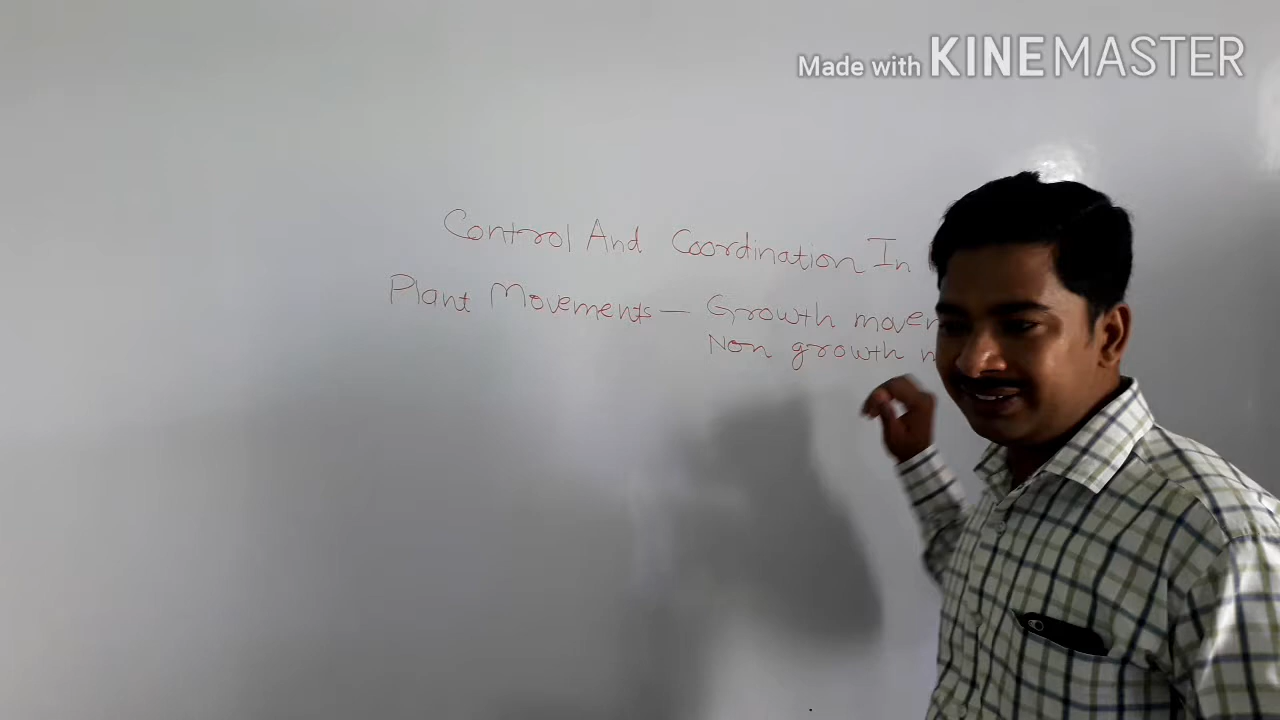 Made with KINEMASTER
Control And Coordination In
Plant Movements — Growth
Non growth